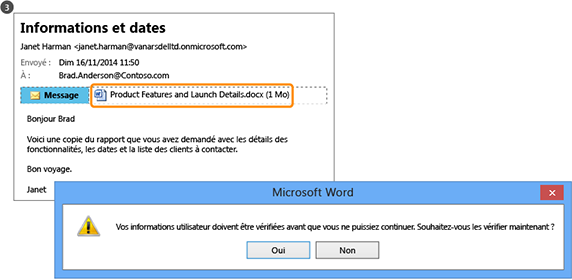 3
Informations et dates
Janet Harman <janet.harman@vanarsdelltd.onmicrosoft.com>
Envoyé : Dim 16/11/2014 11:50
À : Brad.Anderson@Contoso.com
Message Product Features and Launch Details.docx (1 Mo)
Bonjour Brad
Voici une copie du rapport que vous avez demandé avec les détails des
fonctionnalités, les dates et la liste des clients à contacter.
Bon voyage.
Janet
Microsoft Word
Vos informations utilisateur doivent être vérifiées avant que vous ne puissiez continuer. Souhaitez-vous les vérifier maintenant ?
Oui Non